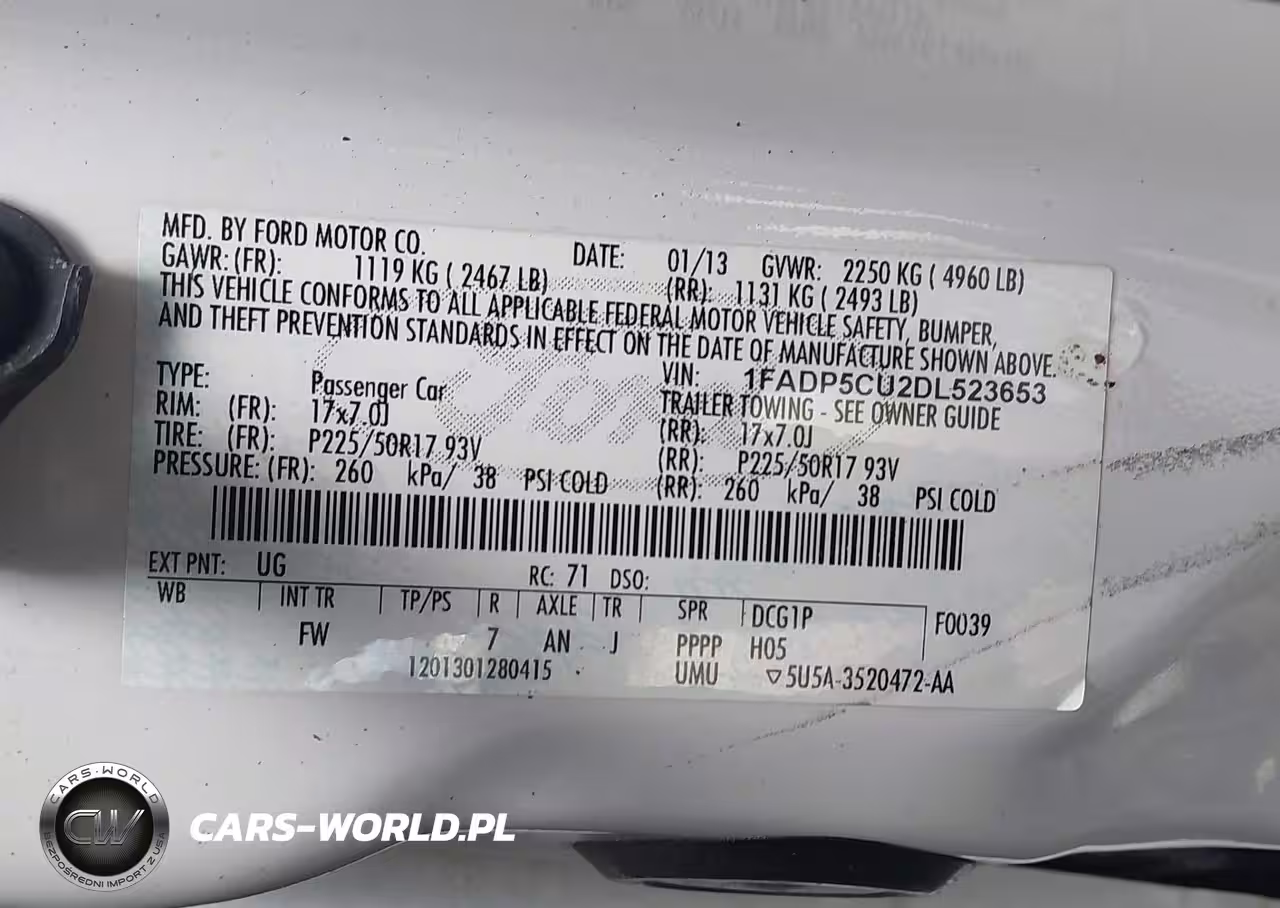 MFD. BY FORD MOTOR CO. DATE: 01/13 GVWR: 2250 KG ( 4960 LB)
GAWR: (FR): 1119 KG ( 2467 LB) (RR): 1131 KG ( 2493 LB)
THIS VEHICLE CONFORMS TO ALL APPLICABLE FEDERAL MOTOR VEHICLE SAFETY, BUMPER,
AND THEFT PREVENTION STANDARDS IN EFFECT ON THE DATE OF MANUFACTURE SHOWN ABOVE.
VIN: 1FADP5CU2DL523653
TYPE: Passenger Car TRAILER TOWING - SEE OWNER GUIDE
RIM: (FR): 17x7.0J (RR): 17x7.0J
TIRE: (FR): P225/50R17 93V (RR): P225/50R17 93V
PRESSURE: (FR): 260 kPa/ 38 PSI COLD (RR): 260 kPa/ 38 PSI COLD
EXT PNT: UG RC: 71 DSO:
WB INT TR TP/PS R AXLE TR SPR DCG1P F0039
FW 7 AN J PPPP H05
1201301280415 UMU ▽5U5A-3520472-AA
CARS-WORLD
CW
BEZPOŚREDNI IMPORT Z USA
CARS-WORLD.PL